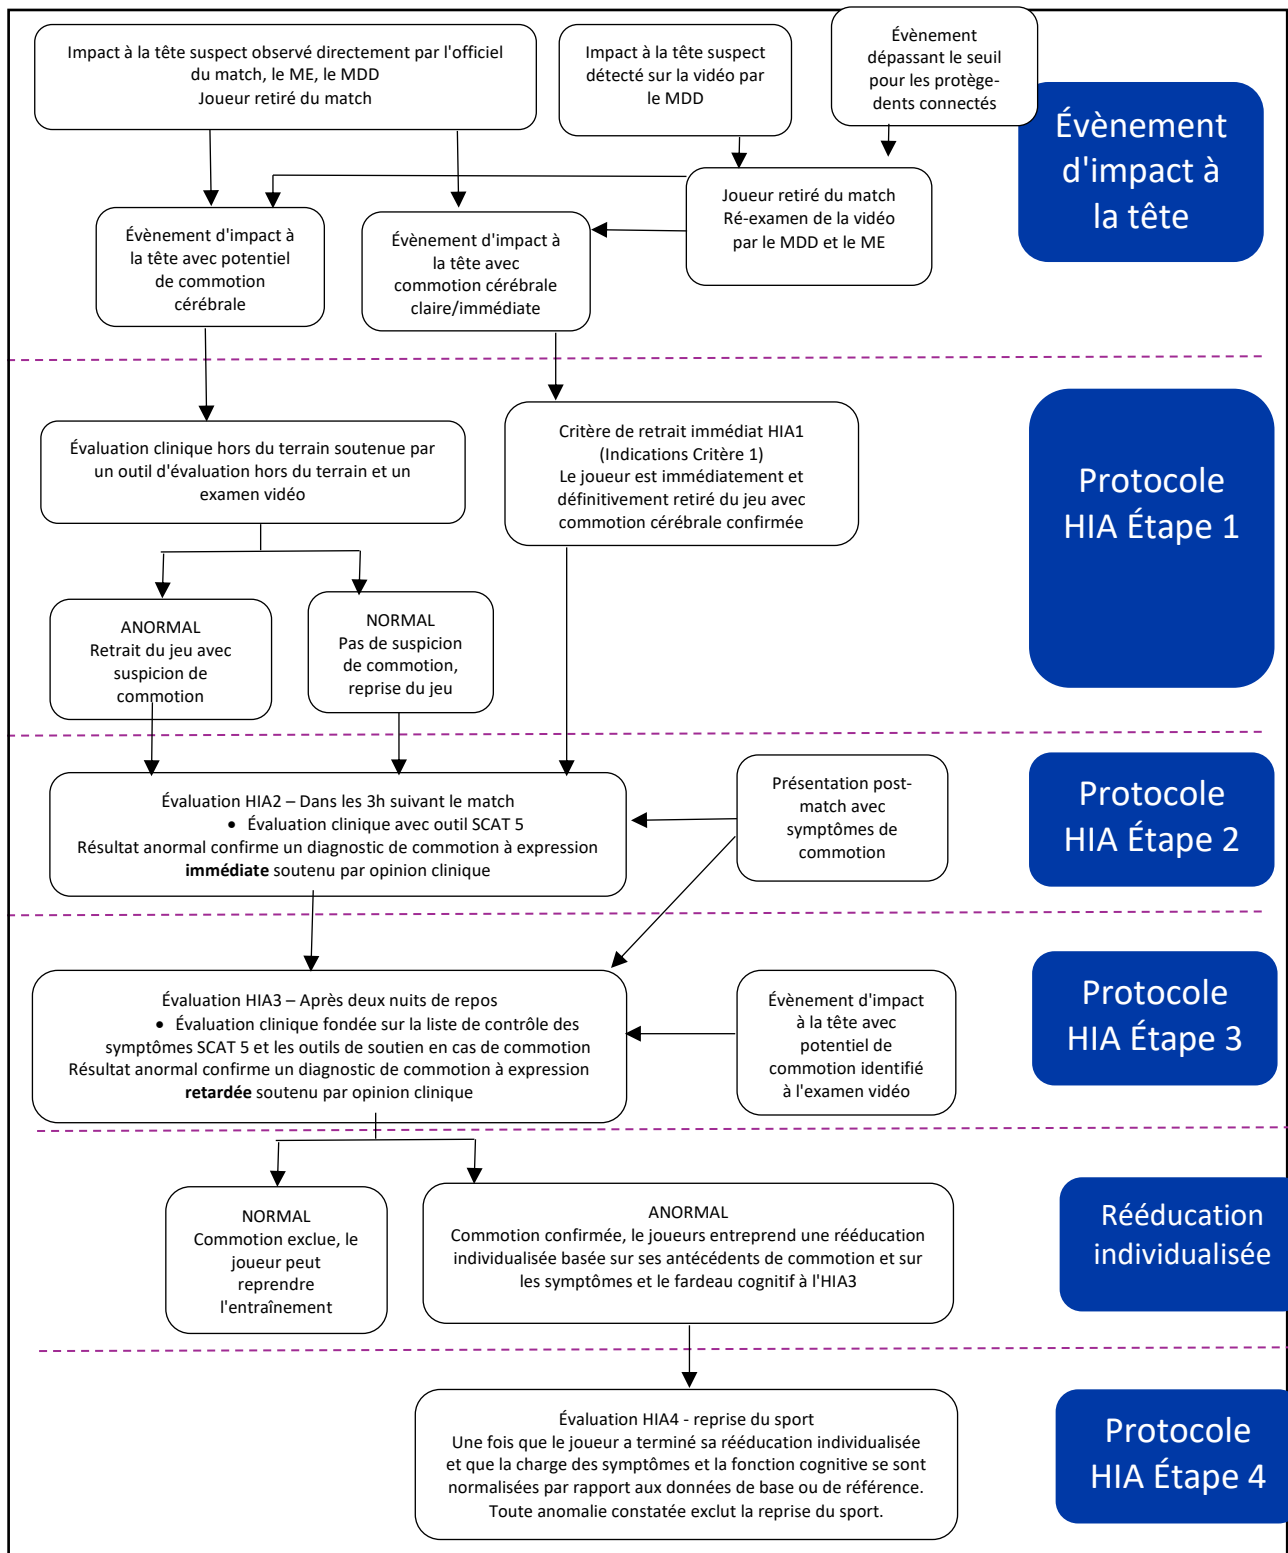 Impact à la tête suspect observé directement par l'officiel
du match, le ME, le MDD
Joueur retiré du match
Impact à la tête suspect
détecté sur la vidéo par
le MDD
Évènement
dépassant le seuil
pour les protège-
dents connectés
Évènement
d'impact à
la tête
Joueur retiré du match
Ré-examen de la vidéo
par le MDD et le ME
Évènement d'impact à
la tête avec potentiel
de commotion
cérébrale
Évènement d'impact à
la tête avec
commotion cérébrale
claire/immédiate
Évaluation clinique hors du terrain soutenue par
un outil d'évaluation hors du terrain et un
examen vidéo
Critère de retrait immédiat HIA1
(Indications Critère 1)
Le joueur est immédiatement et
définitivement retiré du jeu avec
commotion cérébrale confirmée
Protocole
HIA Étape 1
ANORMAL
Retrait du jeu avec
suspicion de
commotion
NORMAL
Pas de suspicion
de commotion,
reprise du jeu
Évaluation HIA2 – Dans les 3h suivant le match
• Évaluation clinique avec outil SCAT 5
Résultat anormal confirme un diagnostic de commotion à expression
immédiate soutenu par opinion clinique
Présentation post-
match avec
symptômes de
commotion
Protocole
HIA Étape 2
Évaluation HIA3 – Après deux nuits de repos
• Évaluation clinique fondée sur la liste de contrôle des
symptômes SCAT 5 et les outils de soutien en cas de commotion
Résultat anormal confirme un diagnostic de commotion à expression
retardée soutenu par opinion clinique
Évènement d'impact
à la tête avec
potentiel de
commotion identifié
à l'examen vidéo
Protocole
HIA Étape 3
NORMAL
Commotion exclue, le
joueur peut
reprendre
l'entraînement
ANORMAL
Commotion confirmée, le joueurs entreprend une rééducation
individualisée basée sur ses antécédents de commotion et sur
les symptômes et le fardeau cognitif à l'HIA3
Rééducation
individualisée
Évaluation HIA4 - reprise du sport
Une fois que le joueur a terminé sa rééducation individualisée
et que la charge des symptômes et la fonction cognitive se sont
normalisées par rapport aux données de base ou de référence.
Toute anomalie constatée exclut la reprise du sport.
Protocole
HIA Étape 4